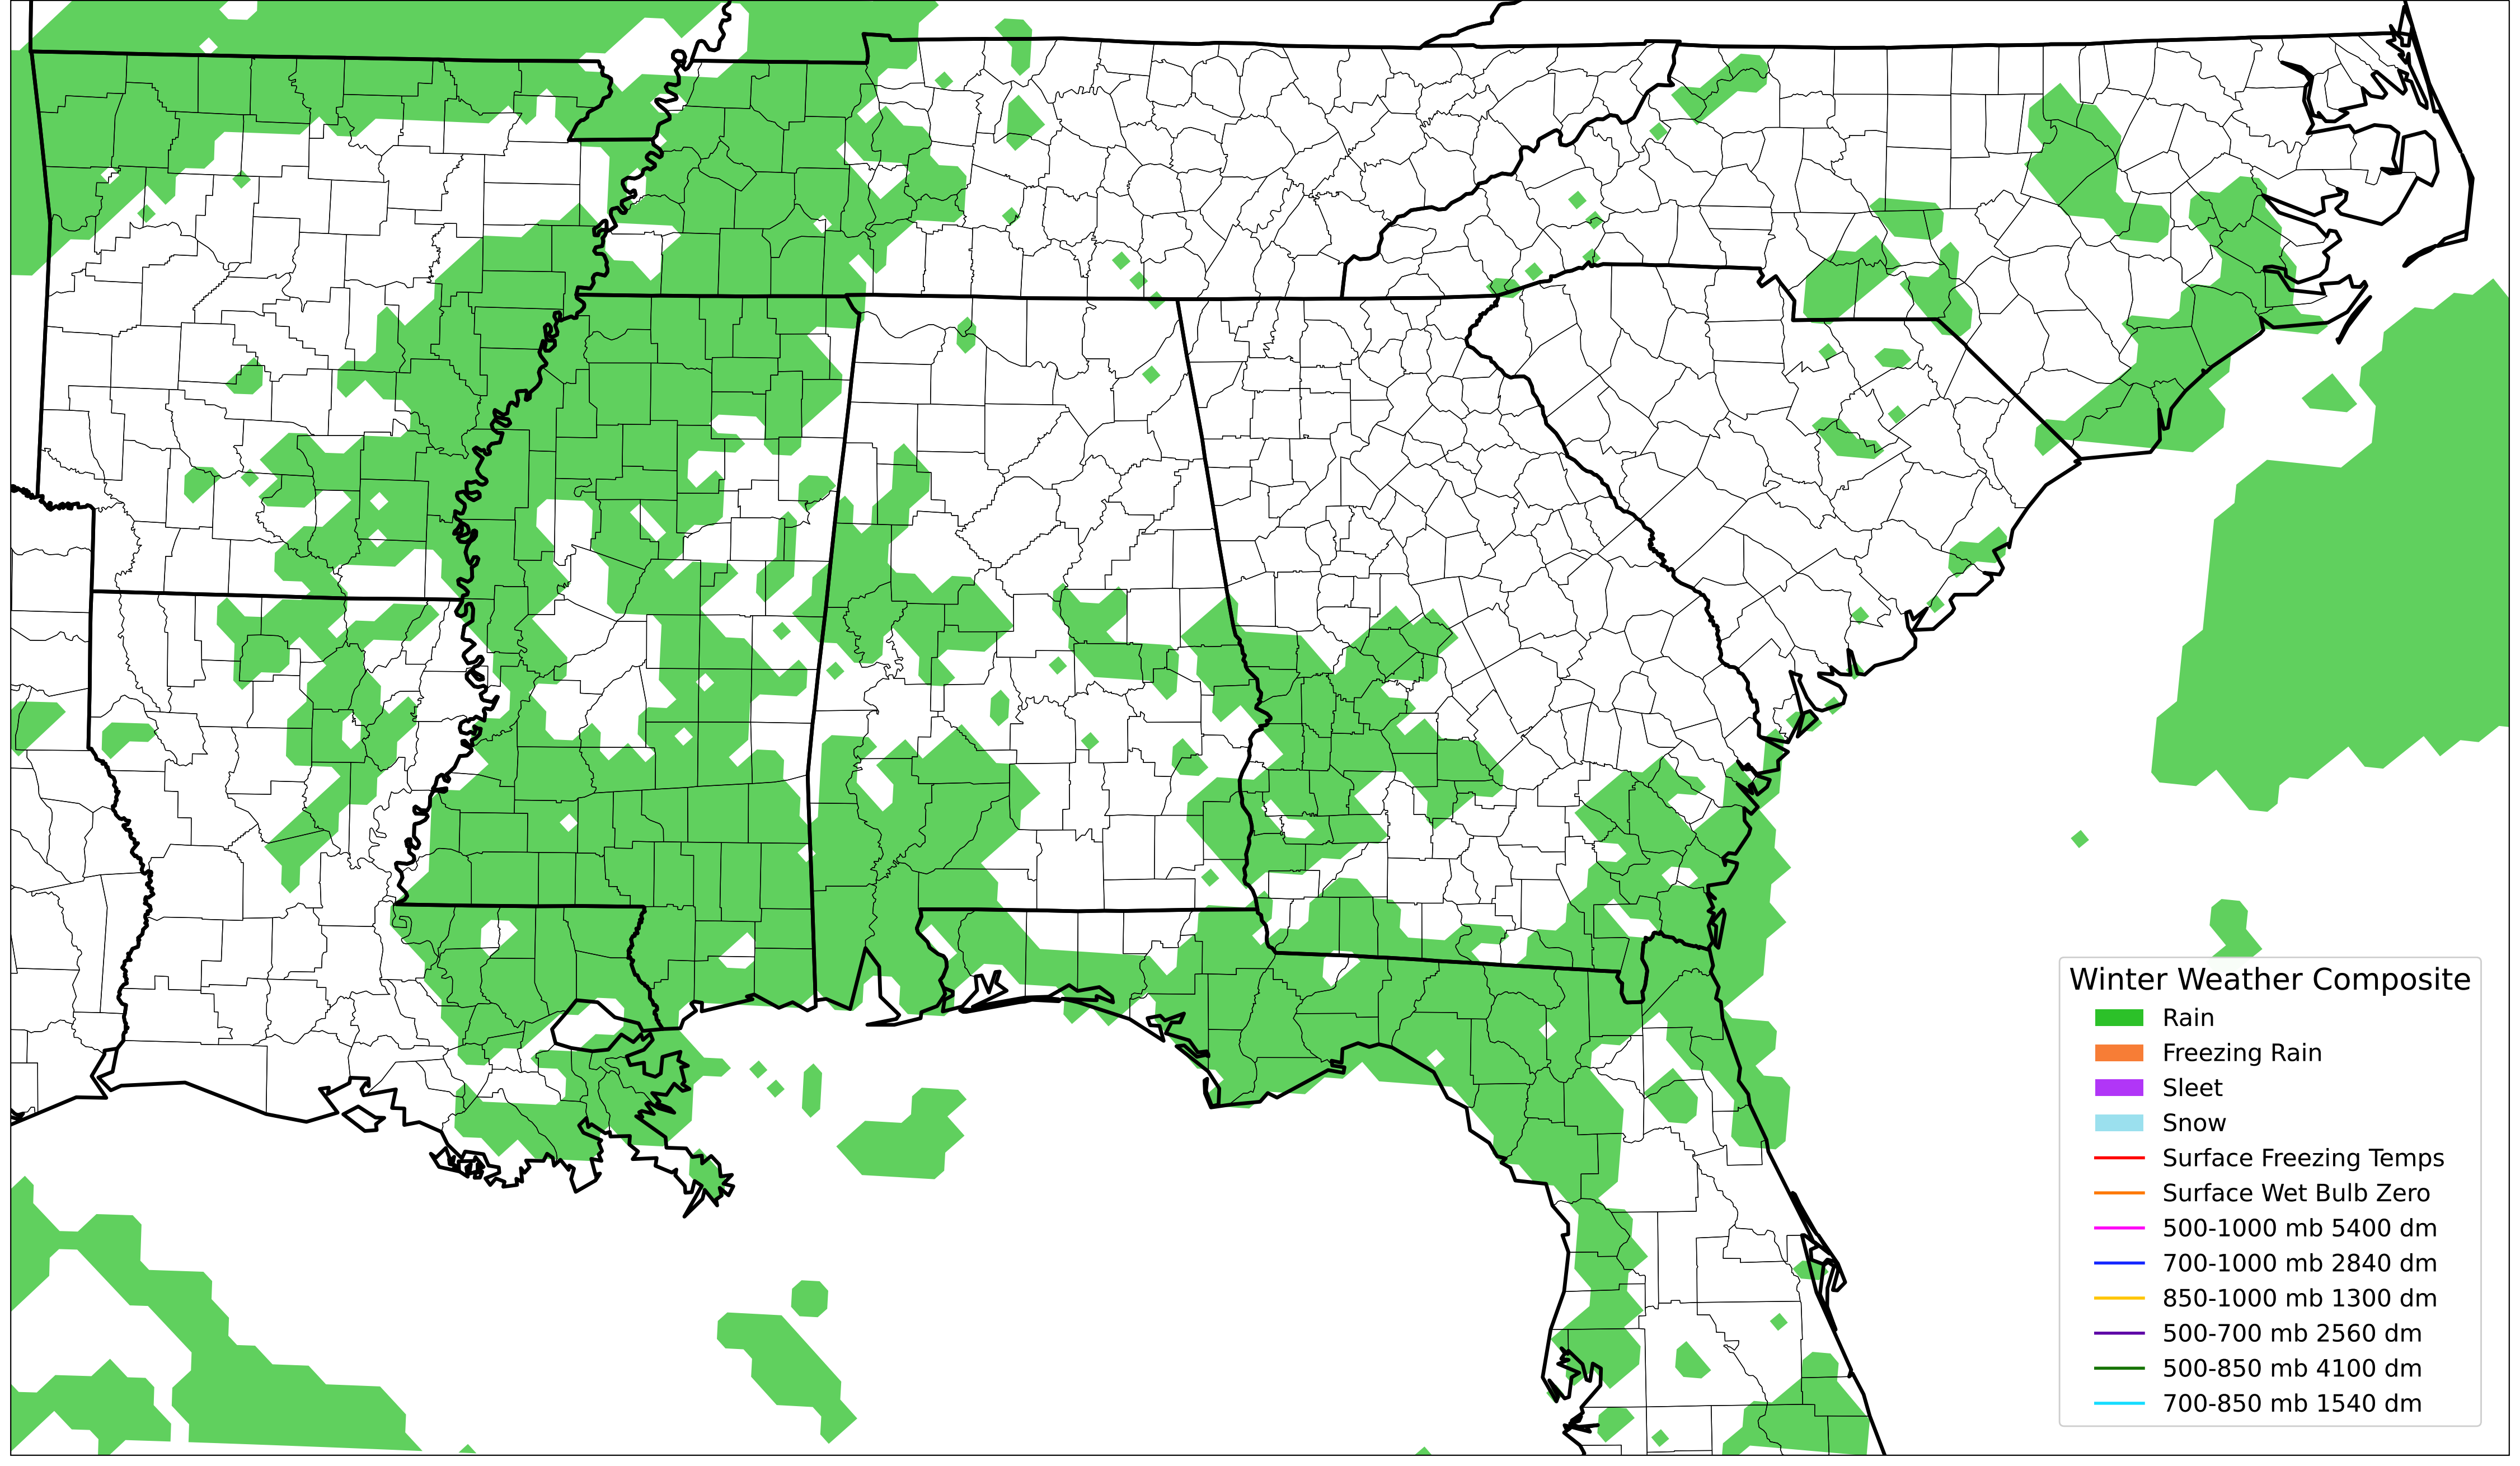 Winter Weather Composite
Rain
Freezing Rain
Sleet
Snow
Surface Freezing Temps
Surface Wet Bulb Zero
500-1000 mb 5400 dm
700-1000 mb 2840 dm
850-1000 mb 1300 dm
500-700 mb 2560 dm
500-850 mb 4100 dm
700-850 mb 1540 dm